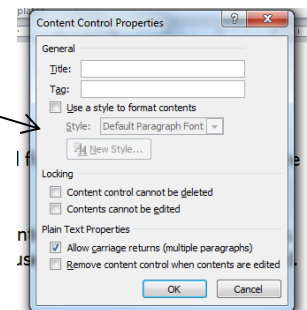 plates
Content Control Properties
General
Title:
Tag:
Use a style to format contents
Style: Default Paragraph Font
New Style...
Locking
Content control cannot be deleted
Contents cannot be edited
Plain Text Properties
Allow carriage returns (multiple paragraphs)
Remove content control when contents are edited
OK Cancel